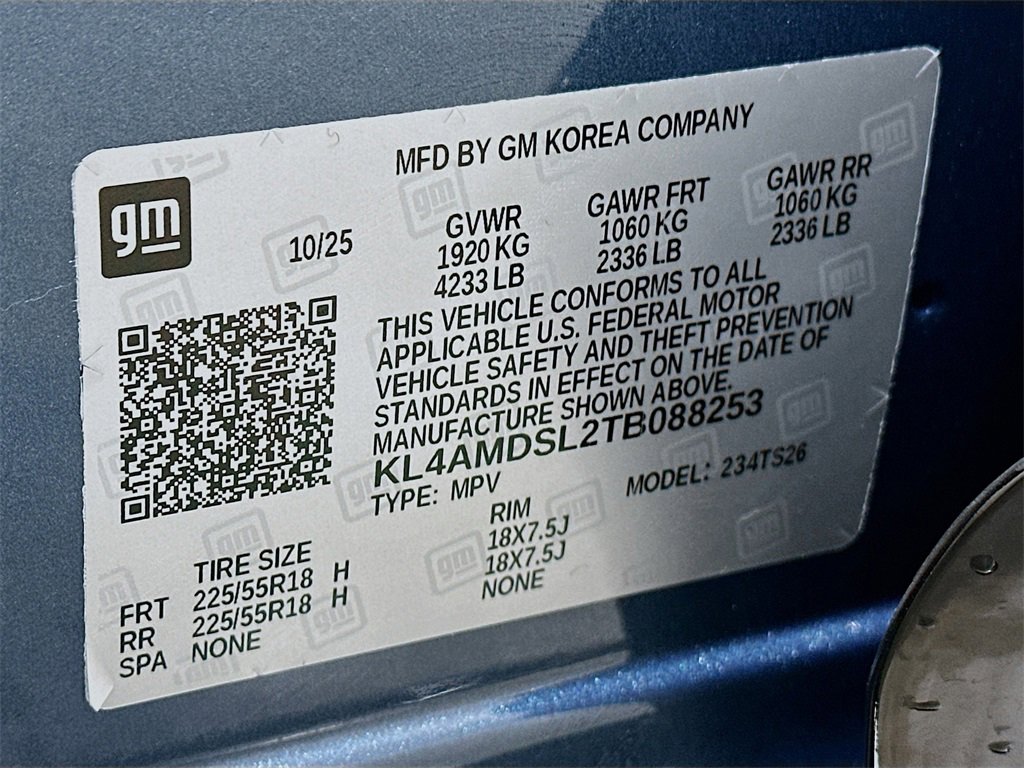 MFD BY GM KOREA COMPANY
gm
10/25
GVWR
1920 KG
4233 LB
GAWR FRT
1060 KG
2336 LB
GAWR RR
1060 KG
2336 LB
THIS VEHICLE CONFORMS TO ALL
APPLICABLE U.S. FEDERAL MOTOR
VEHICLE SAFETY AND THEFT PREVENTION
STANDARDS IN EFFECT ON THE DATE OF
MANUFACTURE SHOWN ABOVE.
KL4AMDSL2TB088253
TYPE: MPV MODEL: 234TS26
TIRE SIZE RIM
FRT 225/55R18 H 18X7.5J
RR 225/55R18 H 18X7.5J
SPA NONE NONE